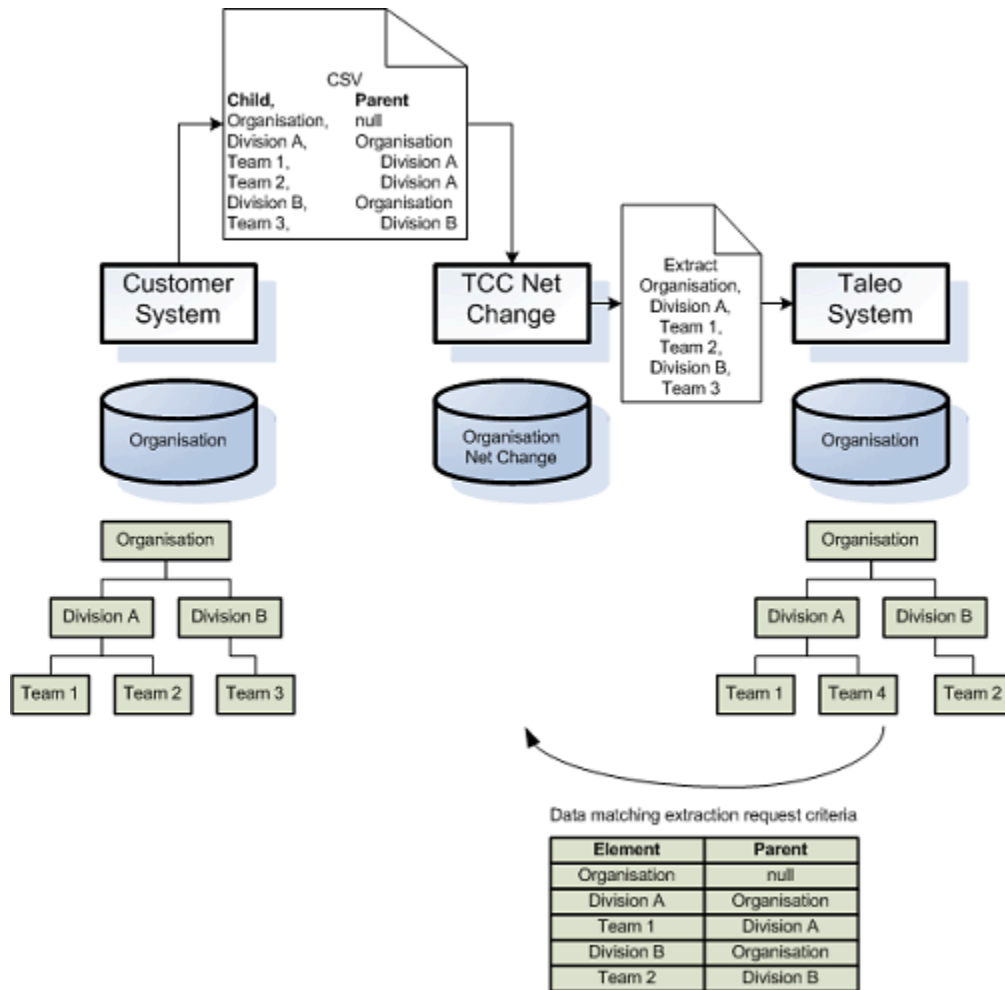 CSV
Child, Parent
Organisation, null
Division A, Organisation
Team 1, Division A
Team 2, Division A
Division B, Organisation
Team 3, Division B
Customer
System
TCC Net
Change
Extract
Organisation,
Division A,
Team 1,
Team 2,
Division B,
Team 3
Taleo
System
Organisation
Organisation
Net Change
Organisation
Organisation
Division A Division B
Team 1 Team 2 Team 3
Organisation
Division A Division B
Team 1 Team 4 Team 2
Data matching extraction request criteria
Element Parent
Organisation null
Division A Organisation
Team 1 Division A
Division B Organisation
Team 2 Division B